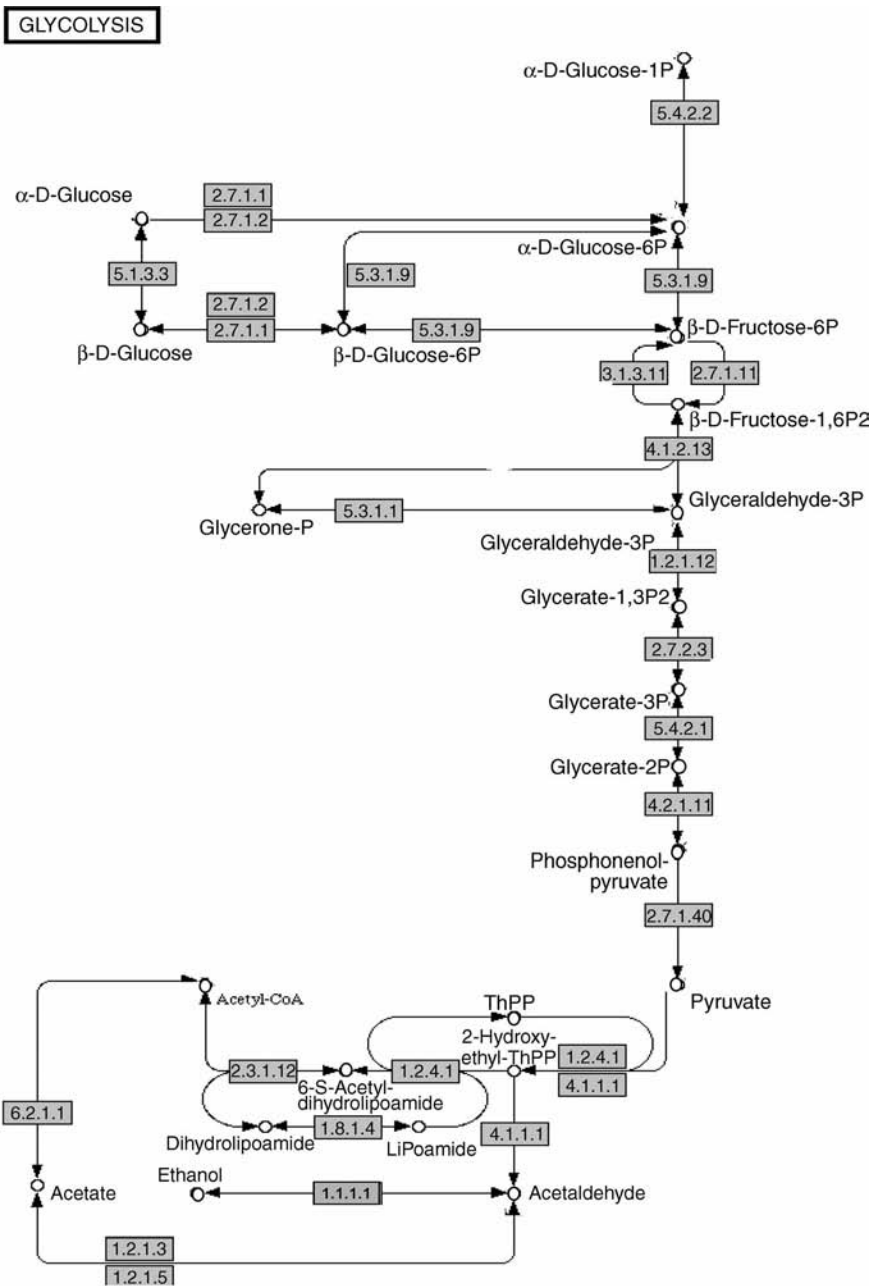 GLYCOLYSIS
α-D-Glucose-1P
5.4.2.2
α-D-Glucose
2.7.1.1
2.7.1.2
α-D-Glucose-6P
5.1.3.3
5.3.1.9
5.3.1.9
2.7.1.2
2.7.1.1
5.3.1.9
β-D-Fructose-6P
β-D-Glucose
β-D-Glucose-6P
3.1.3.11
2.7.1.11
β-D-Fructose-1,6P2
4.1.2.13
Glyceraldehyde-3P
5.3.1.1
Glycerone-P
Glyceraldehyde-3P
1.2.1.12
Glycerate-1,3P2
2.7.2.3
Glycerate-3P
5.4.2.1
Glycerate-2P
4.2.1.11
Phosphonenol-
pyruvate
2.7.1.40
Acetyl-CoA
ThPP
Pyruvate
2-Hydroxy-
ethyl-ThPP
1.2.4.1
4.1.1.1
2.3.1.12
1.2.4.1
6-S-Acetyl-
dihydrolipoamide
6.2.1.1
1.8.1.4
4.1.1.1
Dihydrolipoamide
LiPoamide
Ethanol
Acetate
1.1.1.1
Acetaldehyde
1.2.1.3
1.2.1.5